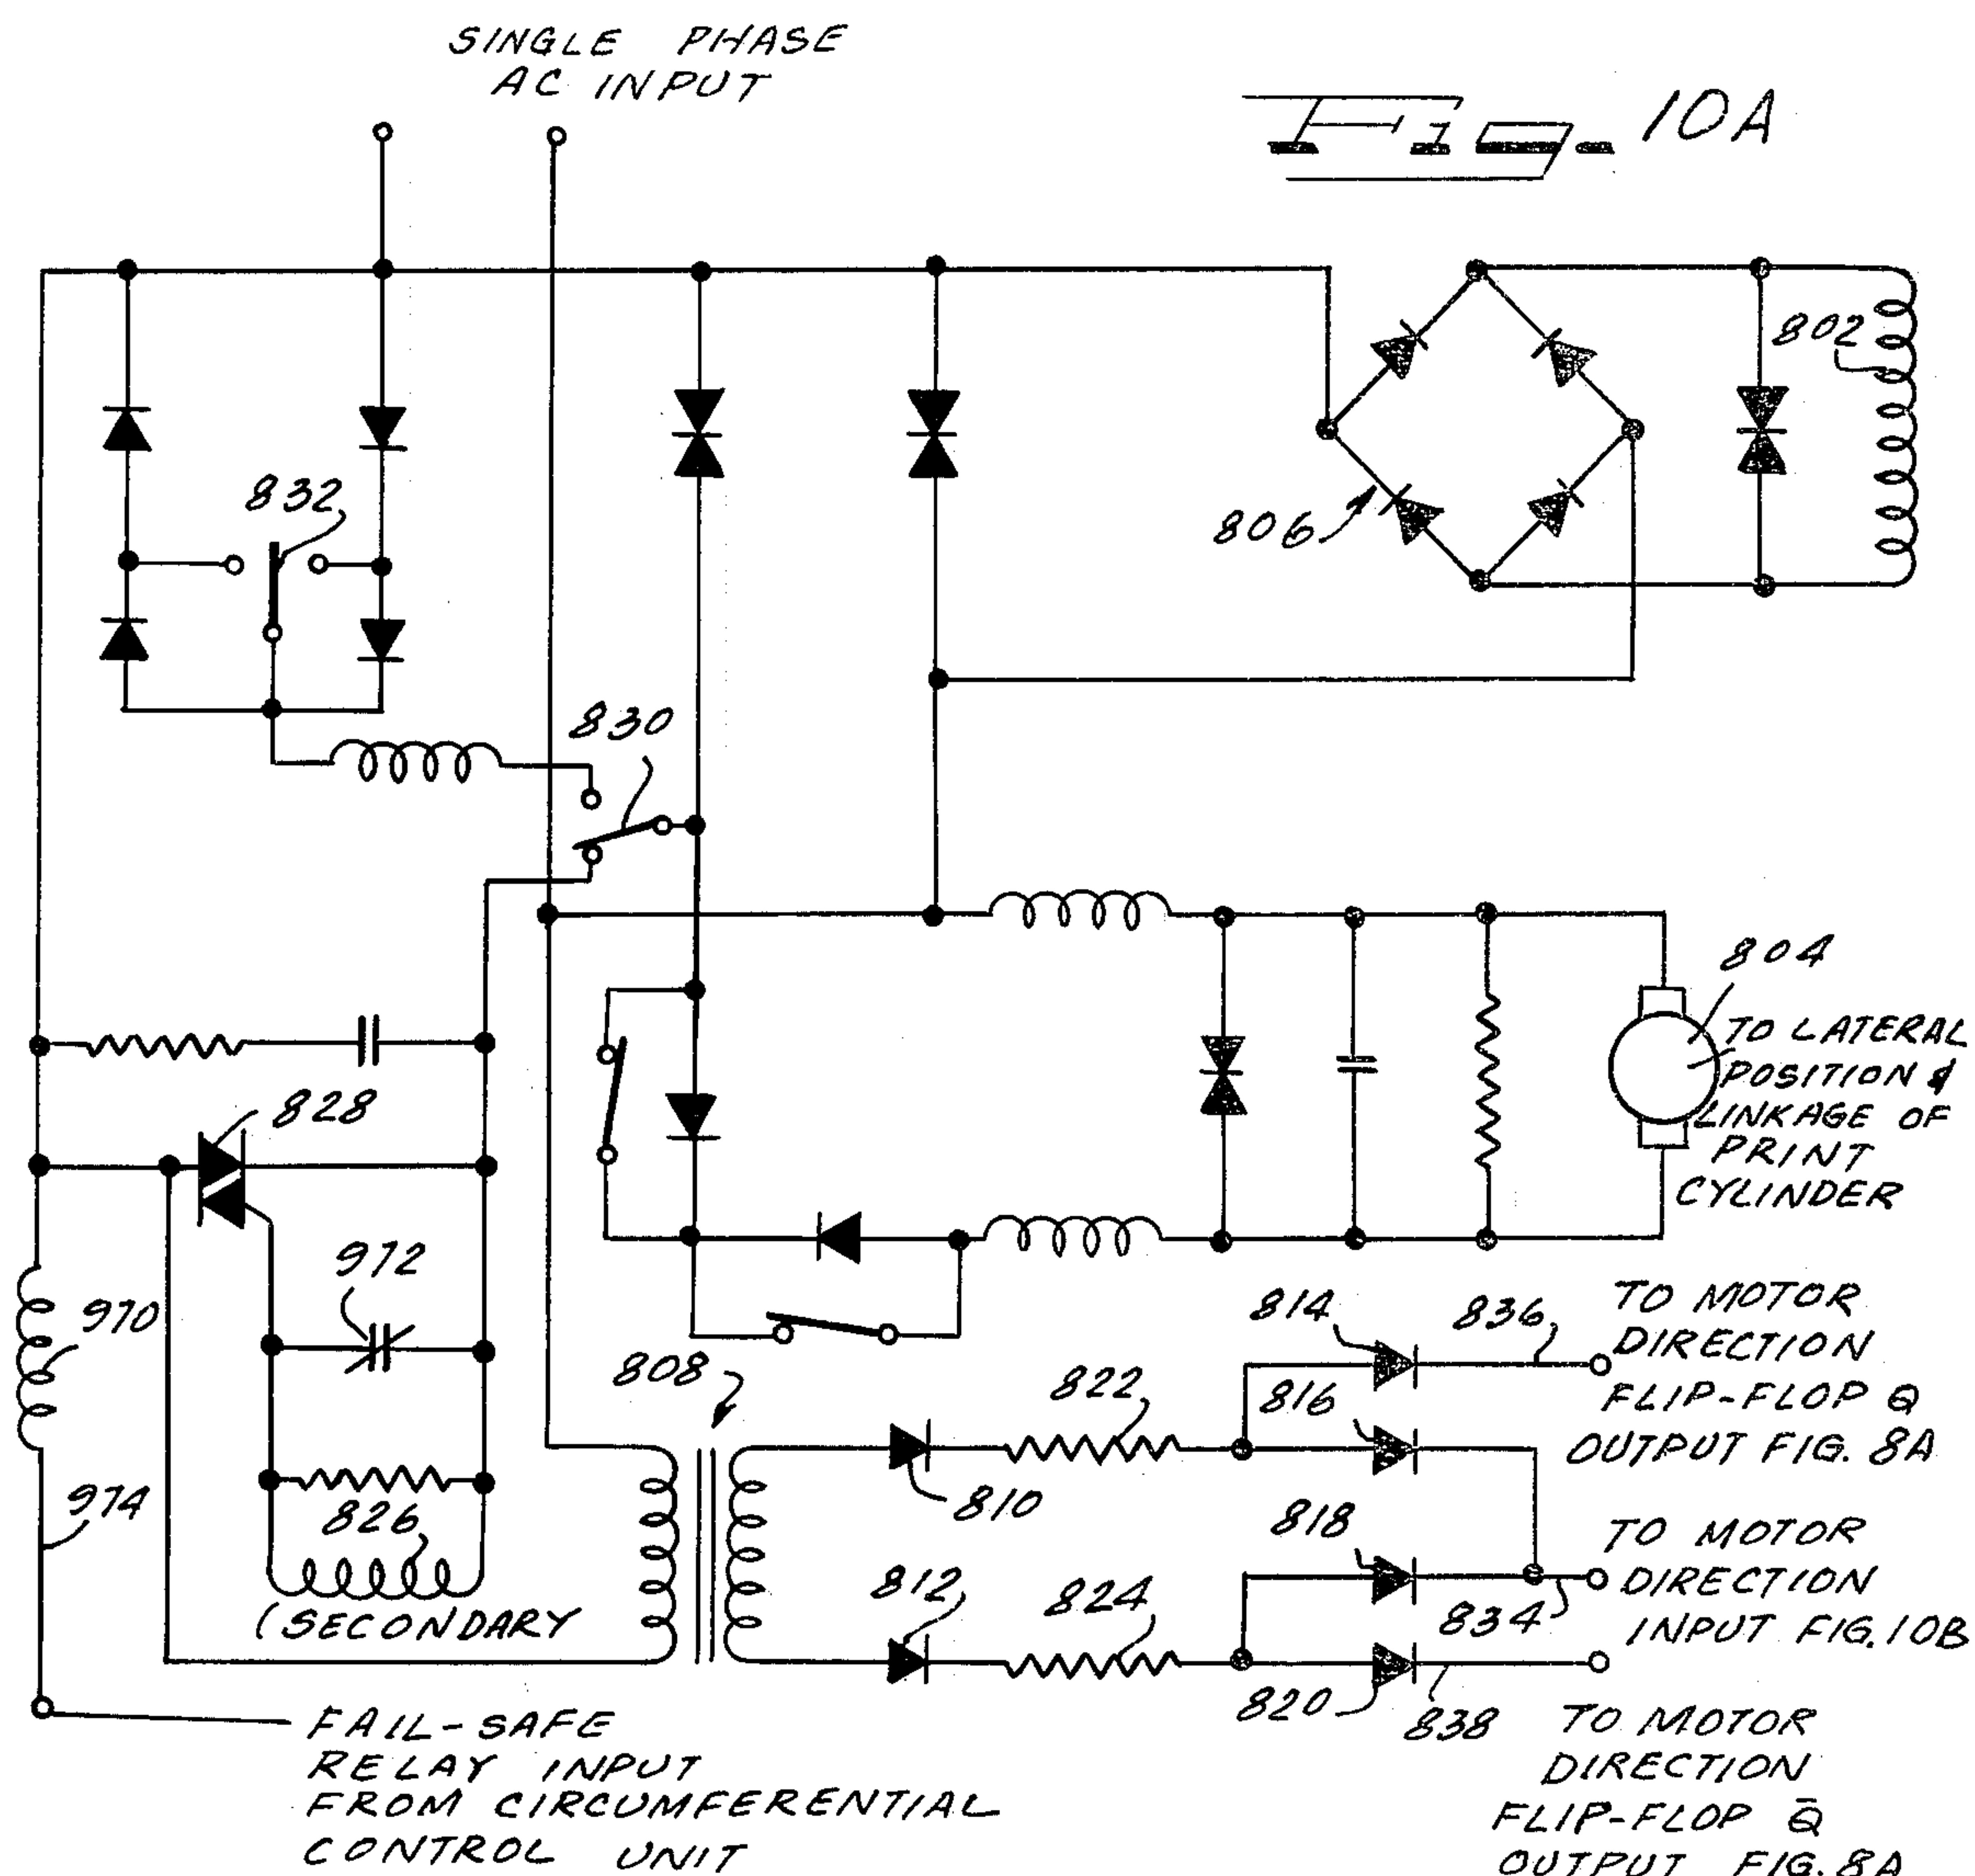 SINGLE PHASE
AC INPUT
Fig. 10A
802
832
806
830
804
TO LATERAL
POSITION &
LINKAGE OF
PRINT
CYLINDER
828
972
970
974
826
(SECONDARY
808
810
812
822
824
814
816
818
820
836
834
838
TO MOTOR
DIRECTION
FLIP-FLOP Q
OUTPUT FIG. 8A
TO MOTOR
DIRECTION
INPUT FIG. 10B
TO MOTOR
DIRECTION
FLIP-FLOP Q̄
OUTPUT FIG. 8A
FAIL-SAFE
RELAY INPUT
FROM CIRCUMFERENTIAL
CONTROL UNIT